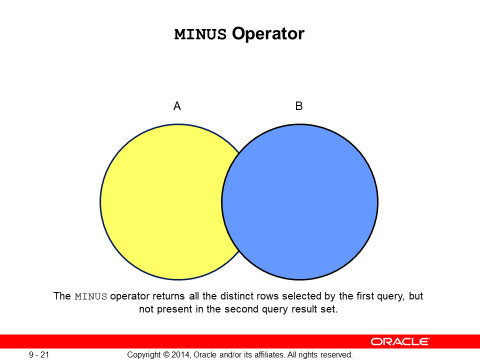 MINUS Operator
A B
The MINUS operator returns all the distinct rows selected by the first query, but
not present in the second query result set.
ORACLE
9 - 21 Copyright © 2014, Oracle and/or its affiliates. All rights reserved.